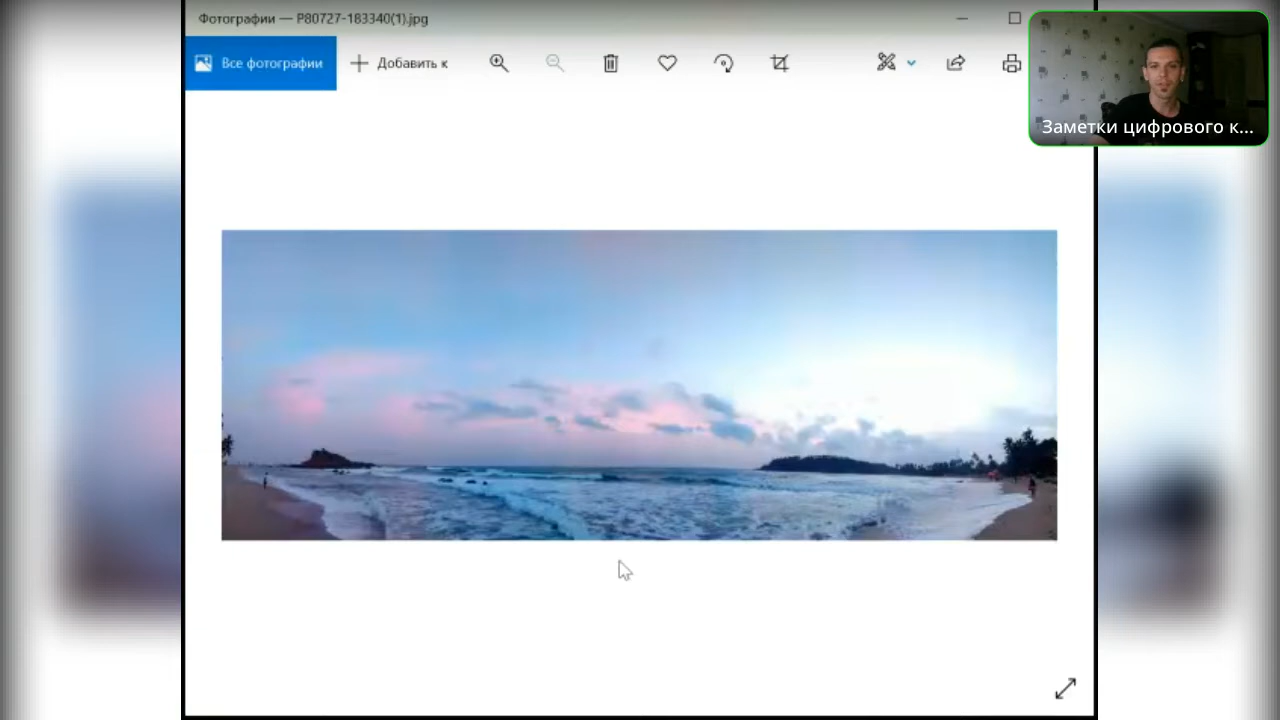 Фотографии — P80727-183340(1).jpg
Все фотографии
Добавить к
Заметки цифрового к...